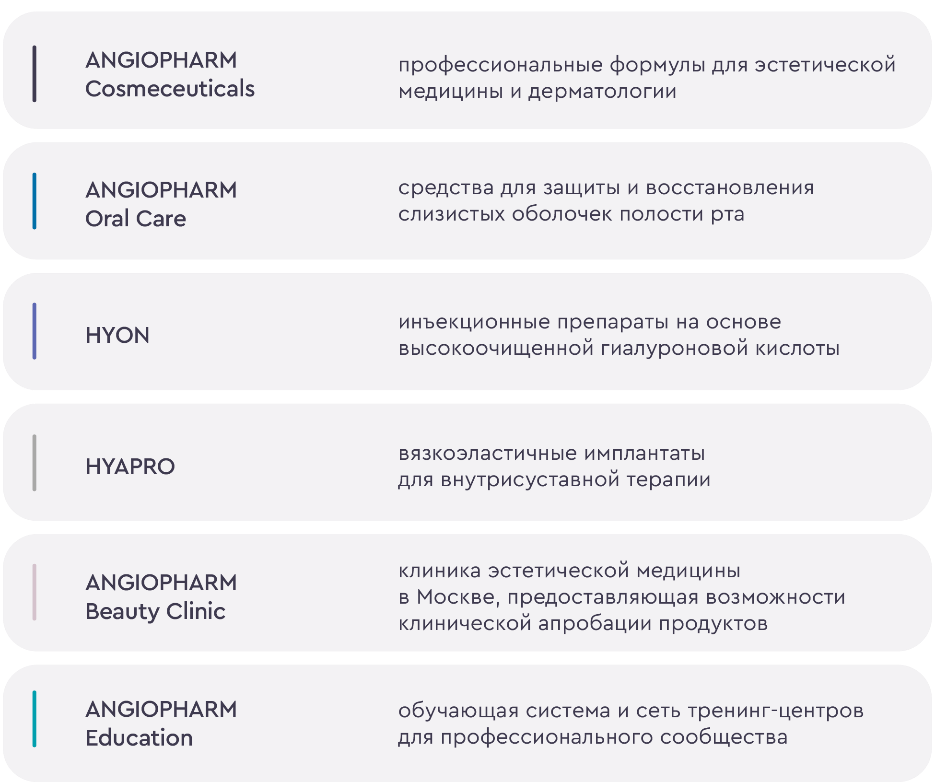 ANGIOPHARM
Cosmeceuticals
профессиональные формулы для эстетической
медицины и дерматологии
ANGIOPHARM
Oral Care
средства для защиты и восстановления
слизистых оболочек полости рта
HYON
инъекционные препараты на основе
высокоочищенной гиалуроновой кислоты
HYAPRO
вязкоэластичные имплантаты
для внутрисуставной терапии
ANGIOPHARM
Beauty Clinic
клиника эстетической медицины
в Москве, предоставляющая возможности
клинической апробации продуктов
ANGIOPHARM
Education
обучающая система и сеть тренинг-центров
для профессионального сообщества